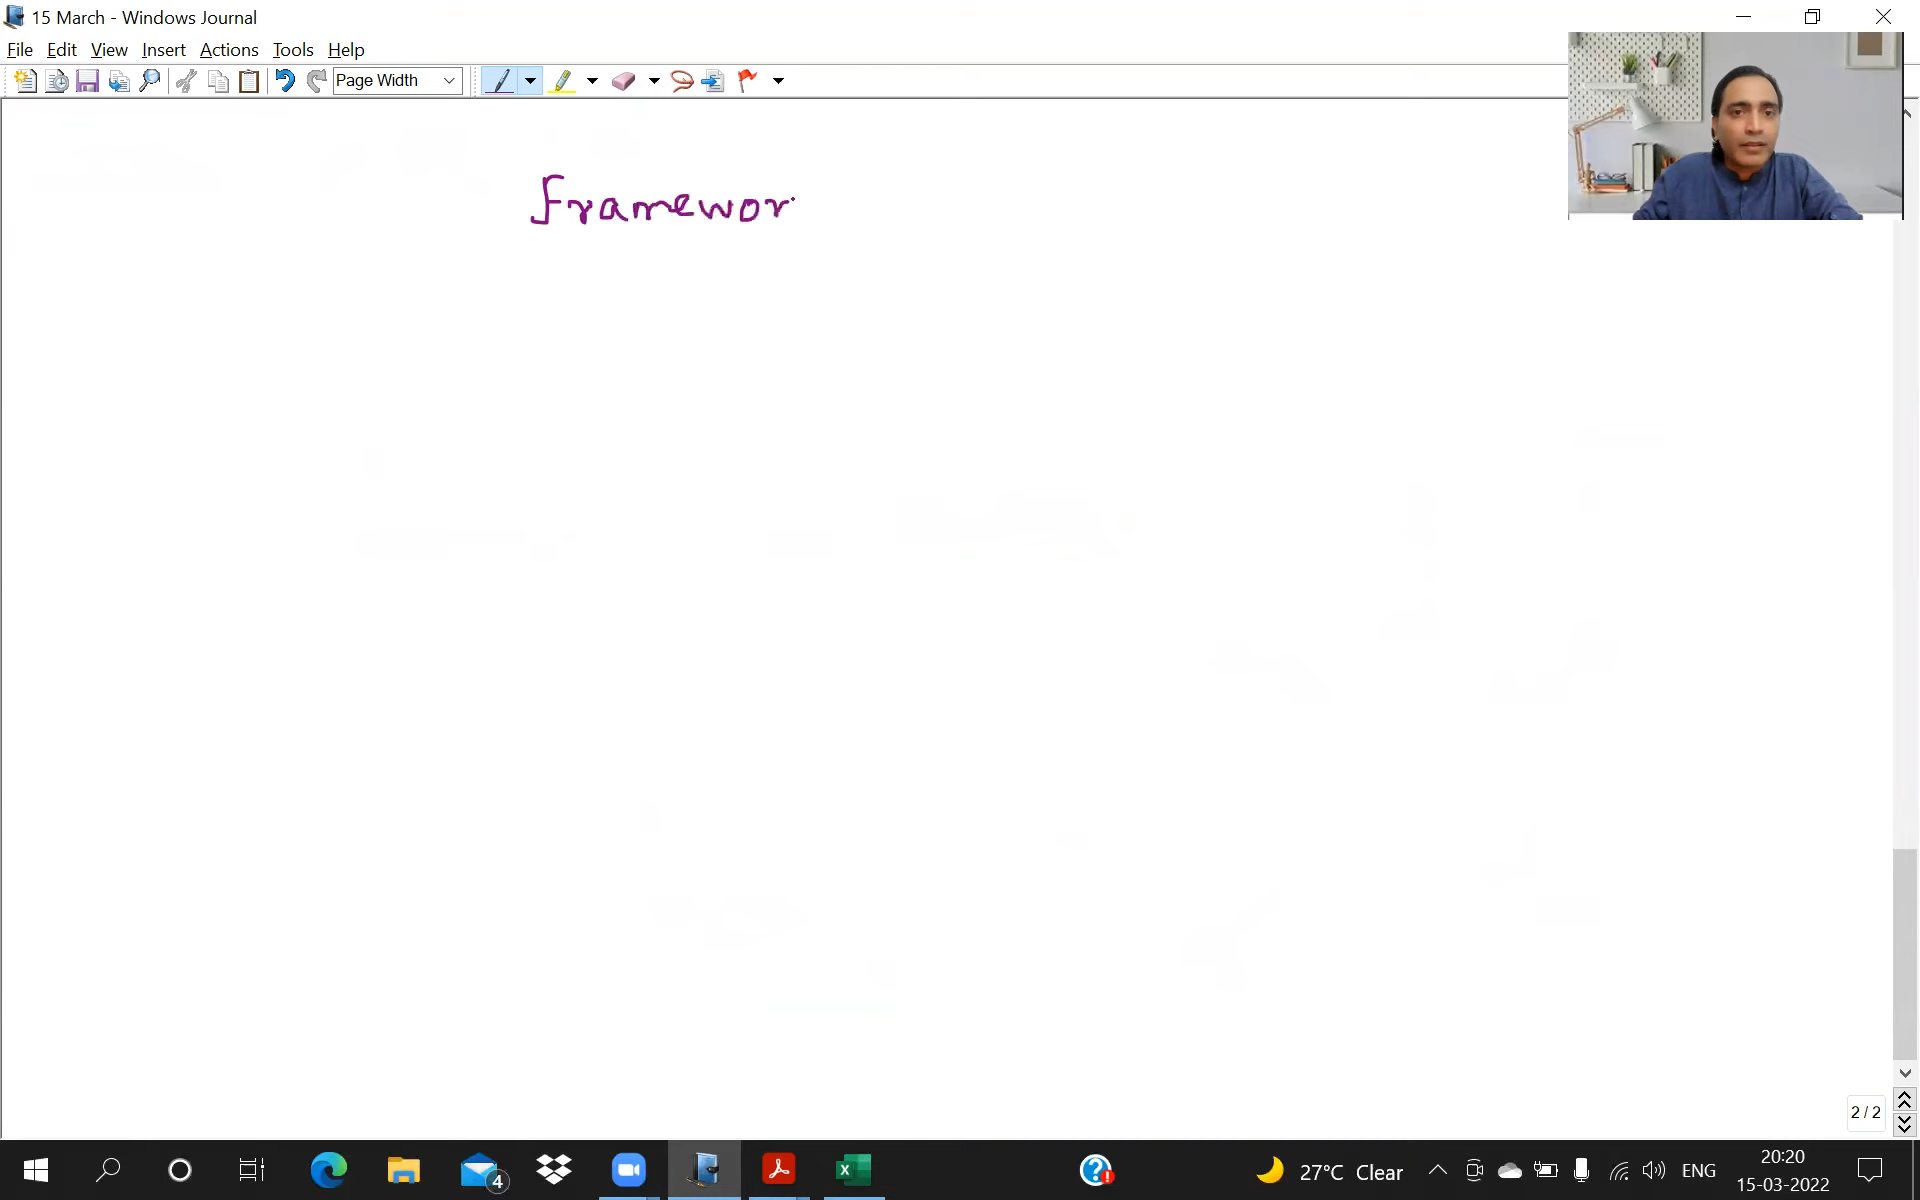 15 March - Windows Journal
File Edit View Insert Actions Tools Help
Page Width
Framewor
2 / 2
4
27°C Clear
ENG
20:20
15-03-2022